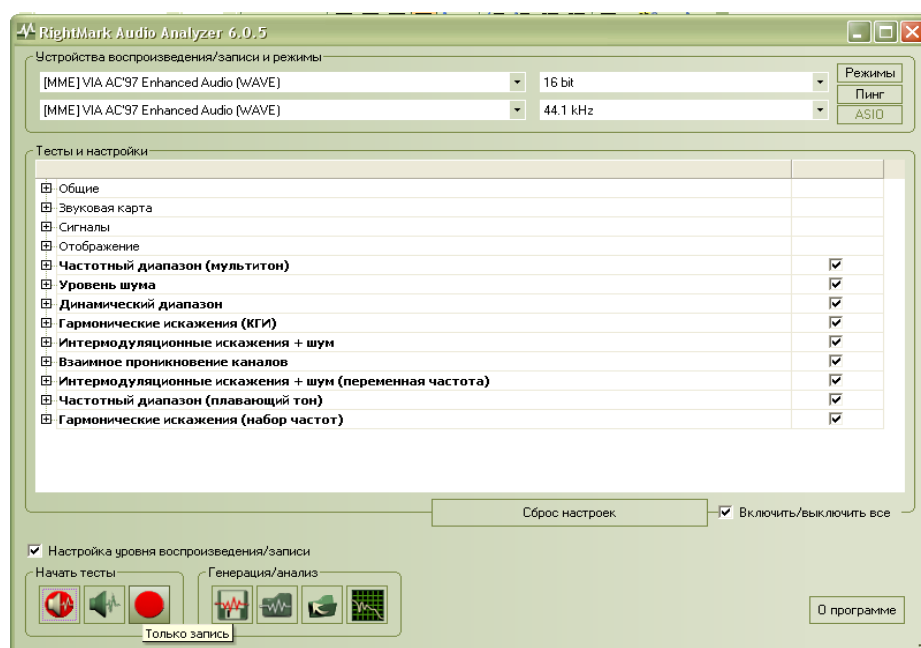 RightMark Audio Analyzer 6.0.5
Устройства воспроизведения/записи и режимы
[MME] VIA AC'97 Enhanced Audio (WAVE)
16 bit
Режимы
Пинг
[MME] VIA AC'97 Enhanced Audio (WAVE)
44.1 kHz
ASIO
Тесты и настройки
Общие
Звуковая карта
Сигналы
Отображение
Частотный диапазон (мультитон)
Уровень шума
Динамический диапазон
Гармонические искажения (КГИ)
Интермодуляционные искажения + шум
Взаимное проникновение каналов
Интермодуляционные искажения + шум (переменная частота)
Частотный диапазон (плавающий тон)
Гармонические искажения (набор частот)
Сброс настроек
Включить/выключить все
Настройка уровня воспроизведения/записи
Начать тесты
Генерация/анализ
О программе
Только запись